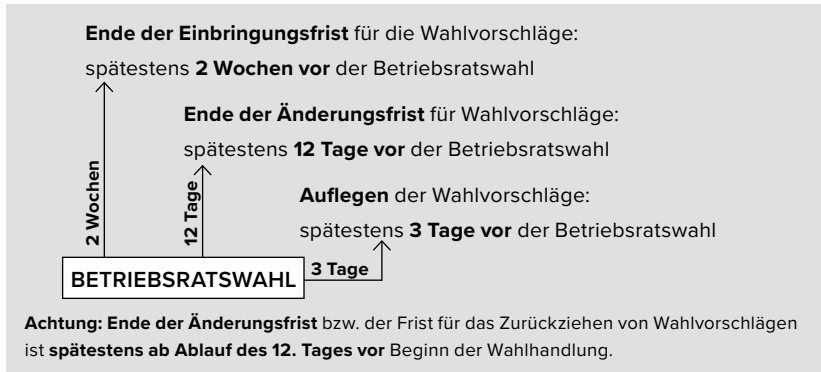 Ende der Einbringungsfrist für die Wahlvorschläge:
spätestens 2 Wochen vor der Betriebsratswahl
Ende der Änderungsfrist für Wahlvorschläge:
spätestens 12 Tage vor der Betriebsratswahl
Auflegen der Wahlvorschläge:
spätestens 3 Tage vor der Betriebsratswahl
2 Wochen
12 Tage
3 Tage
BETRIEBSRATSWAHL
Achtung: Ende der Änderungsfrist bzw. der Frist für das Zurückziehen von Wahlvorschlägen
ist spätestens ab Ablauf des 12. Tages vor Beginn der Wahlhandlung.